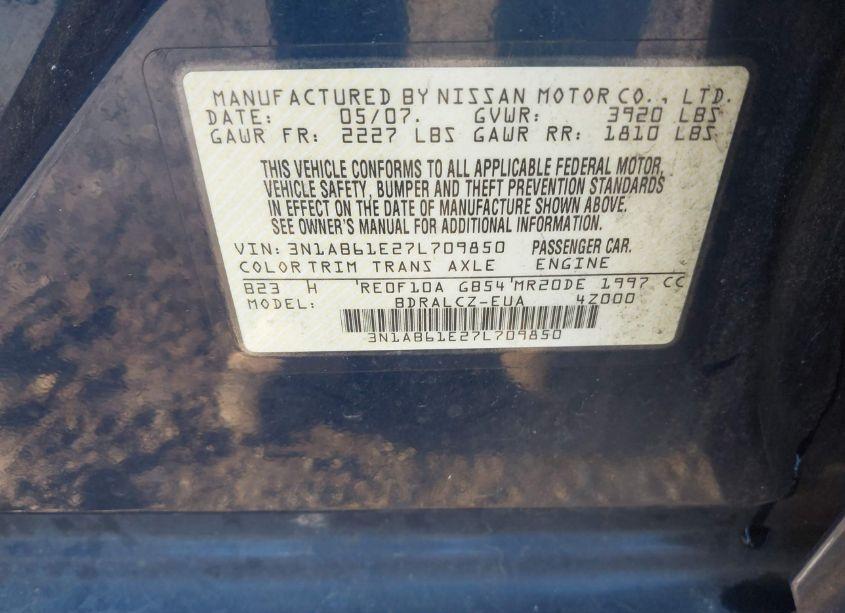 MANUFACTURED BY NISSAN MOTOR CO., LTD.
DATE: 05/07. GVWR: 3920 LBS
GAWR FR: 2227 LBS GAWR RR: 1810 LBS
THIS VEHICLE CONFORMS TO ALL APPLICABLE FEDERAL MOTOR,
VEHICLE SAFETY, BUMPER AND THEFT PREVENTION STANDARDS
IN EFFECT ON THE DATE OF MANUFACTURE SHOWN ABOVE.
SEE OWNER'S MANUAL FOR ADDITIONAL INFORMATION.
VIN: 3N1AB61E27L709850 PASSENGER CAR.
COLOR TRIM TRANS AXLE ENGINE
B23 H RE0F10A GB54 MR20DE 1997 CC
MODEL: BDRALCZ-EUA 4Z000
3N1AB61E27L709850